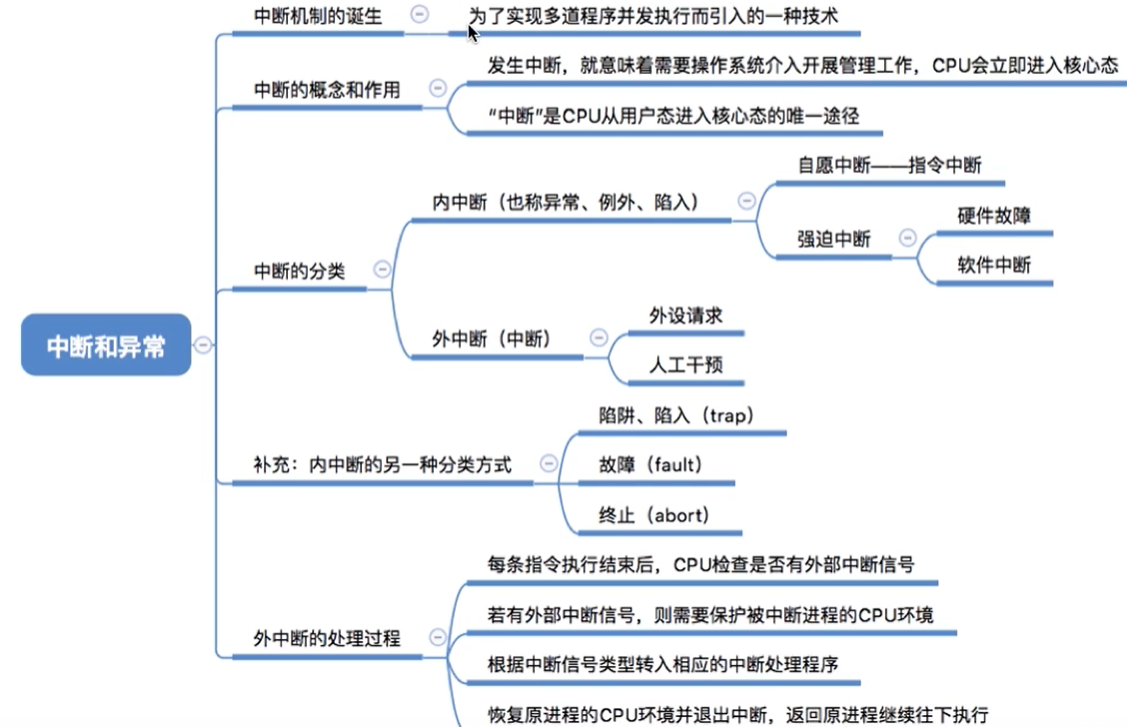 中断机制的诞生
为了实现多道程序并发执行而引入的一种技术
中断的概念和作用
发生中断，就意味着需要操作系统介入开展管理工作，CPU会立即进入核心态
“中断”是CPU从用户态进入核心态的唯一途径
中断和异常
中断的分类
内中断（也称异常、例外、陷入）
自愿中断——指令中断
强迫中断
硬件故障
软件中断
外中断（中断）
外设请求
人工干预
补充：内中断的另一种分类方式
陷阱、陷入（trap）
故障（fault）
终止（abort）
外中断的处理过程
每条指令执行结束后，CPU检查是否有外部中断信号
若有外部中断信号，则需要保护被中断进程的CPU环境
根据中断信号类型转入相应的中断处理程序
恢复原进程的CPU环境并退出中断，返回原进程继续往下执行